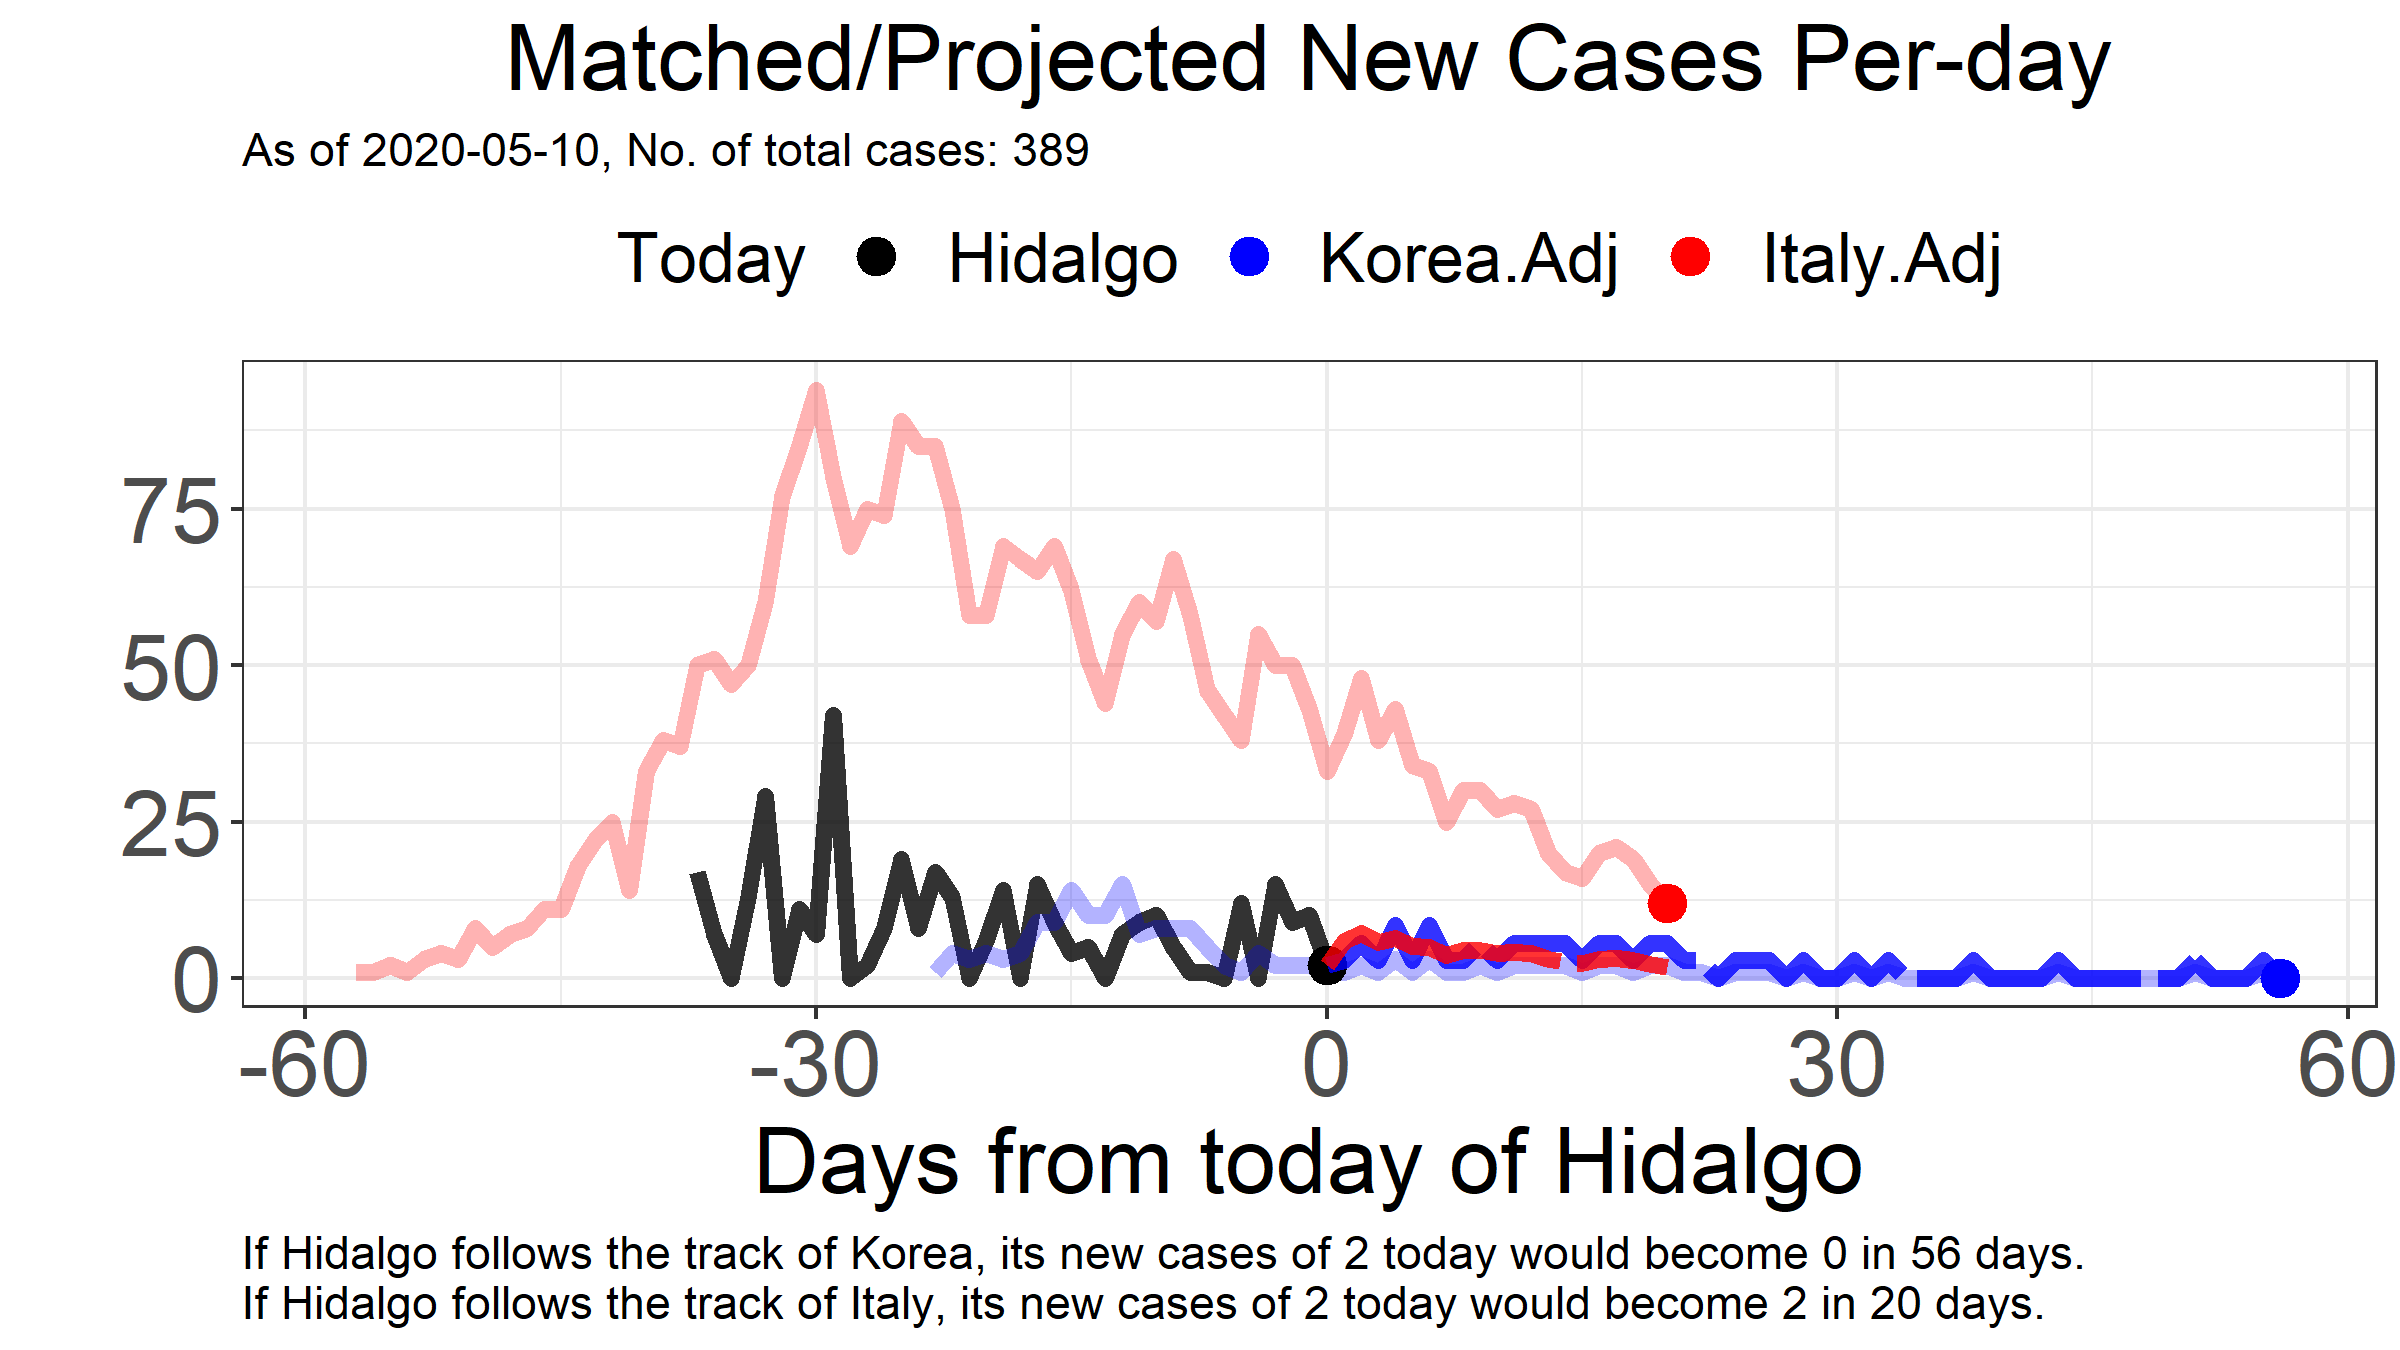 Matched/Projected New Cases Per-day
As of 2020-05-10, No. of total cases: 389
Today Hidalgo Korea.Adj Italy.Adj
75
50
25
0
-60 -30 0 30 60
Days from today of Hidalgo
If Hidalgo follows the track of Korea, its new cases of 2 today would become 0 in 56 days.
If Hidalgo follows the track of Italy, its new cases of 2 today would become 2 in 20 days.